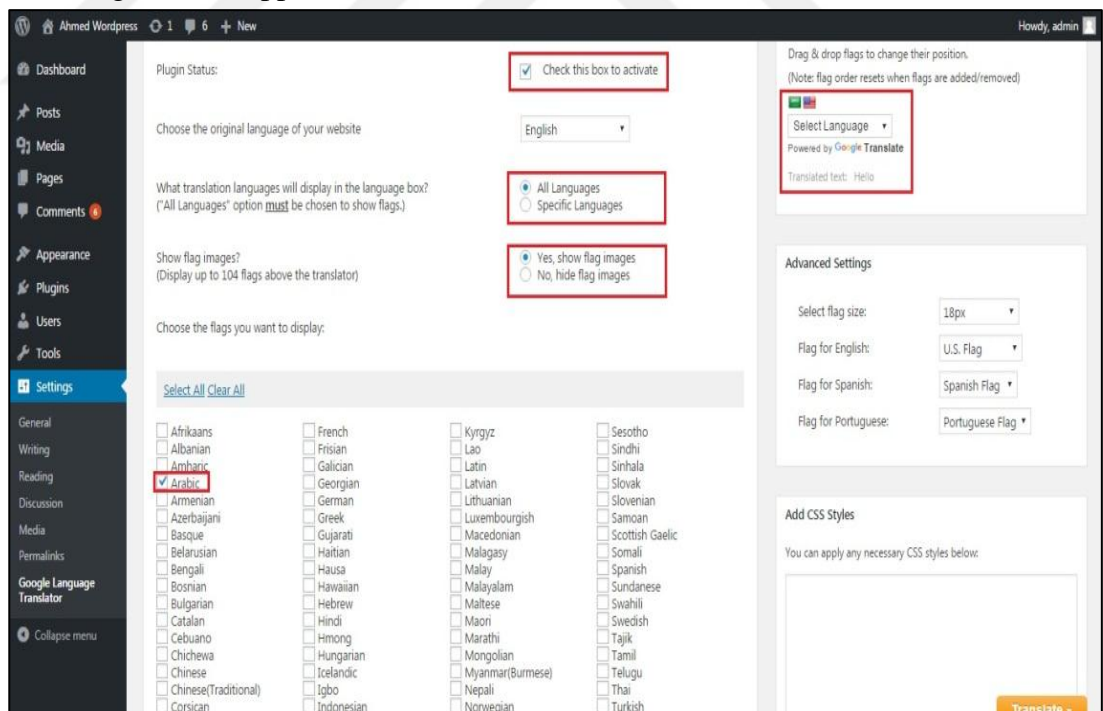 Ahmed Wordpress 1 6 + New
Howdy, admin
Dashboard
Posts
Media
Pages
Comments 6
Appearance
Plugins
Users
Tools
Settings
General
Writing
Reading
Discussion
Media
Permalinks
Google Language
Translator
Collapse menu
Plugin Status:
Check this box to activate
Choose the original language of your website
English
What translation languages will display in the language box?
("All Languages" option must be chosen to show flags.)
All Languages
Specific Languages
Show flag images?
(Display up to 104 flags above the translator)
Yes, show flag images
No, hide flag images
Choose the flags you want to display:
Select All Clear All
Afrikaans
Albanian
Amharic
Arabic
Armenian
Azerbaijani
Basque
Belarusian
Bengali
Bosnian
Bulgarian
Catalan
Cebuano
Chichewa
Chinese
Chinese(Traditional)
Corsican
French
Frisian
Galician
Georgian
German
Greek
Gujarati
Haitian
Hausa
Hawaiian
Hebrew
Hindi
Hmong
Hungarian
Icelandic
Igbo
Indonesian
Kyrgyz
Lao
Latin
Latvian
Lithuanian
Luxembourgish
Macedonian
Malagasy
Malay
Malayalam
Maltese
Maori
Marathi
Mongolian
Myanmar(Burmese)
Nepali
Norwegian
Sesotho
Sindhi
Sinhala
Slovak
Slovenian
Samoan
Scottish Gaelic
Somali
Spanish
Sundanese
Swahili
Swedish
Tajik
Tamil
Telugu
Thai
Turkish
Drag & drop flags to change their position.
(Note: flag order resets when flags are added/removed)
Select Language
Powered by Google Translate
Translated text: Hello
Advanced Settings
Select flag size:
18px
Flag for English:
U.S. Flag
Flag for Spanish:
Spanish Flag
Flag for Portuguese:
Portuguese Flag
Add CSS Styles
You can apply any necessary CSS styles below:
Translate »